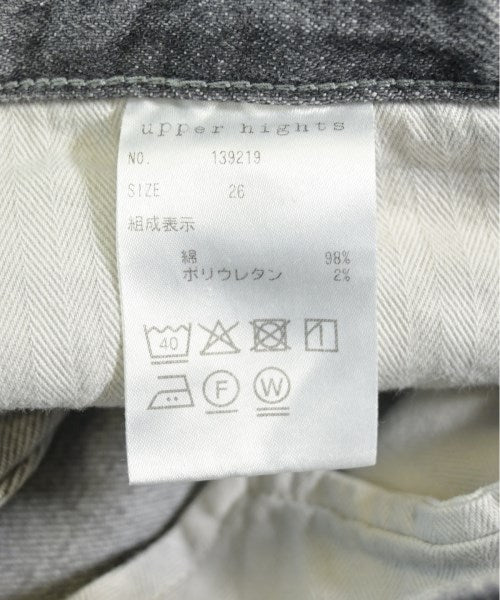 upper hights
NO. 139219
SIZE 26
組成表示
綿 98%
ポリウレタン 2%
40
F W